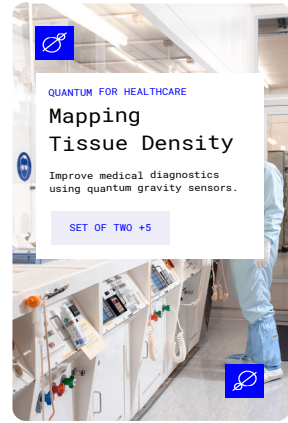 QUANTUM FOR HEALTHCARE
Mapping
Tissue Density
Improve medical diagnostics
using quantum gravity sensors.
SET OF TWO +5